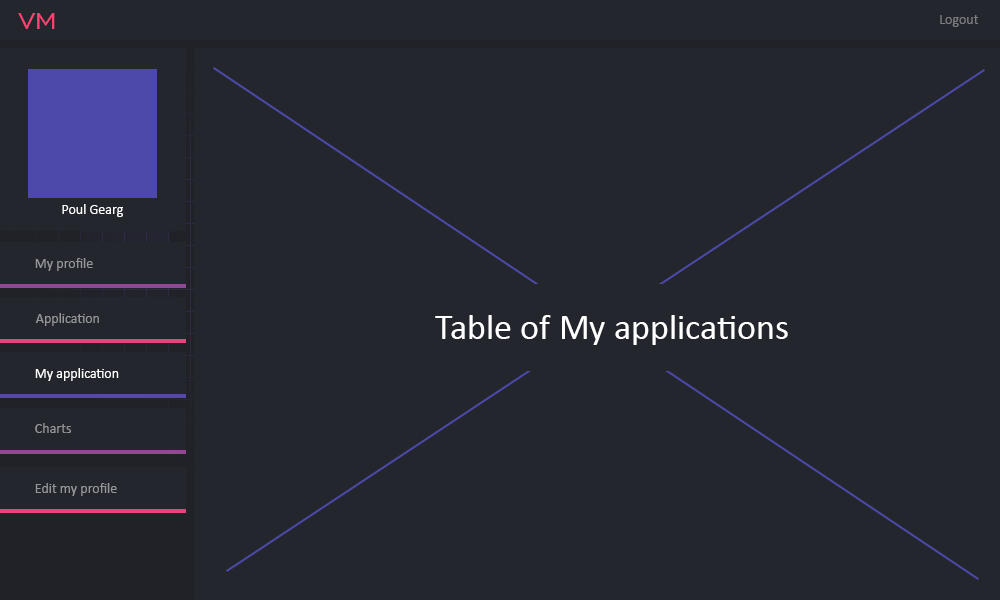 VM
Logout
Poul Gearg
My profile
Application
My application
Charts
Edit my profile
Table of My applications